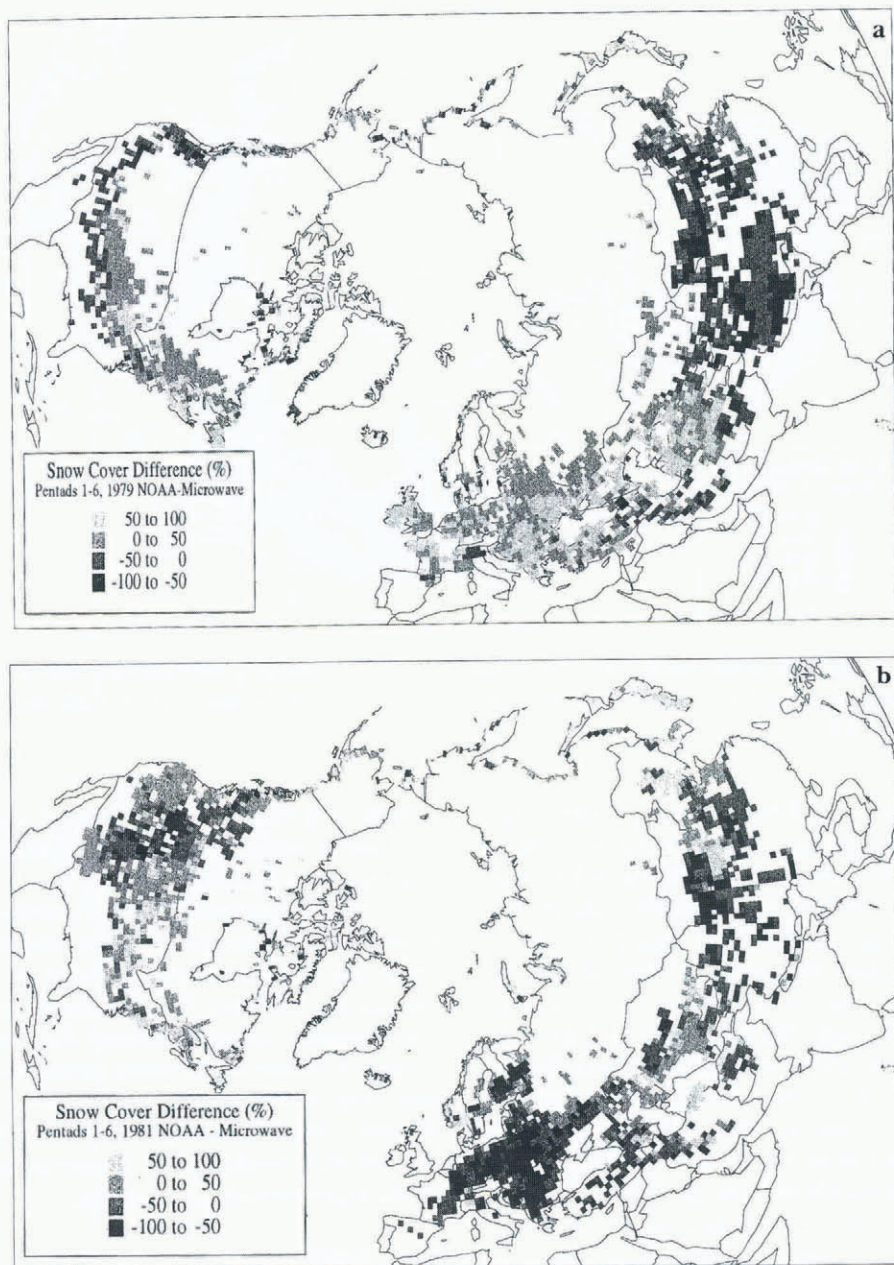 a
Snow Cover Difference (%)
Pentads 1-6, 1979 NOAA-Microwave
50 to 100
0 to 50
-50 to 0
-100 to -50
b
Snow Cover Difference (%)
Pentads 1-6, 1981 NOAA - Microwave
50 to 100
0 to 50
-50 to 0
-100 to -50